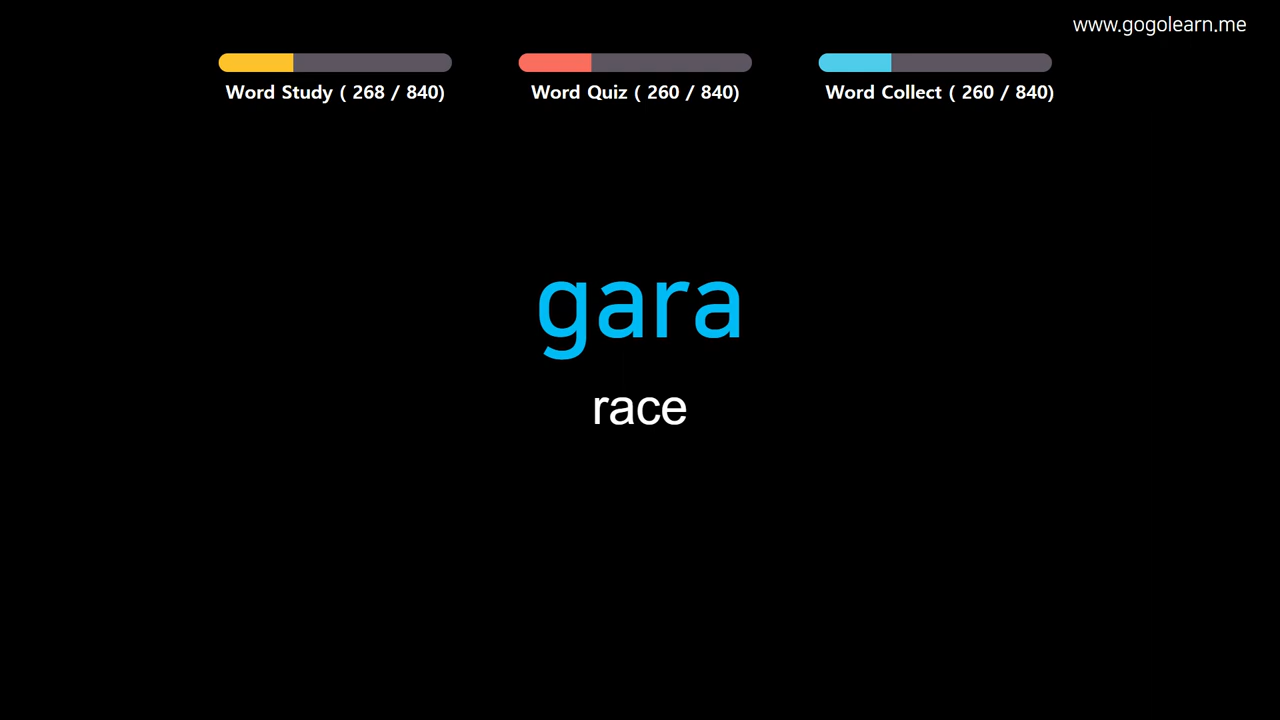 www.gogolearn.me
Word Study ( 268 / 840)
Word Quiz ( 260 / 840)
Word Collect ( 260 / 840)
gara
race